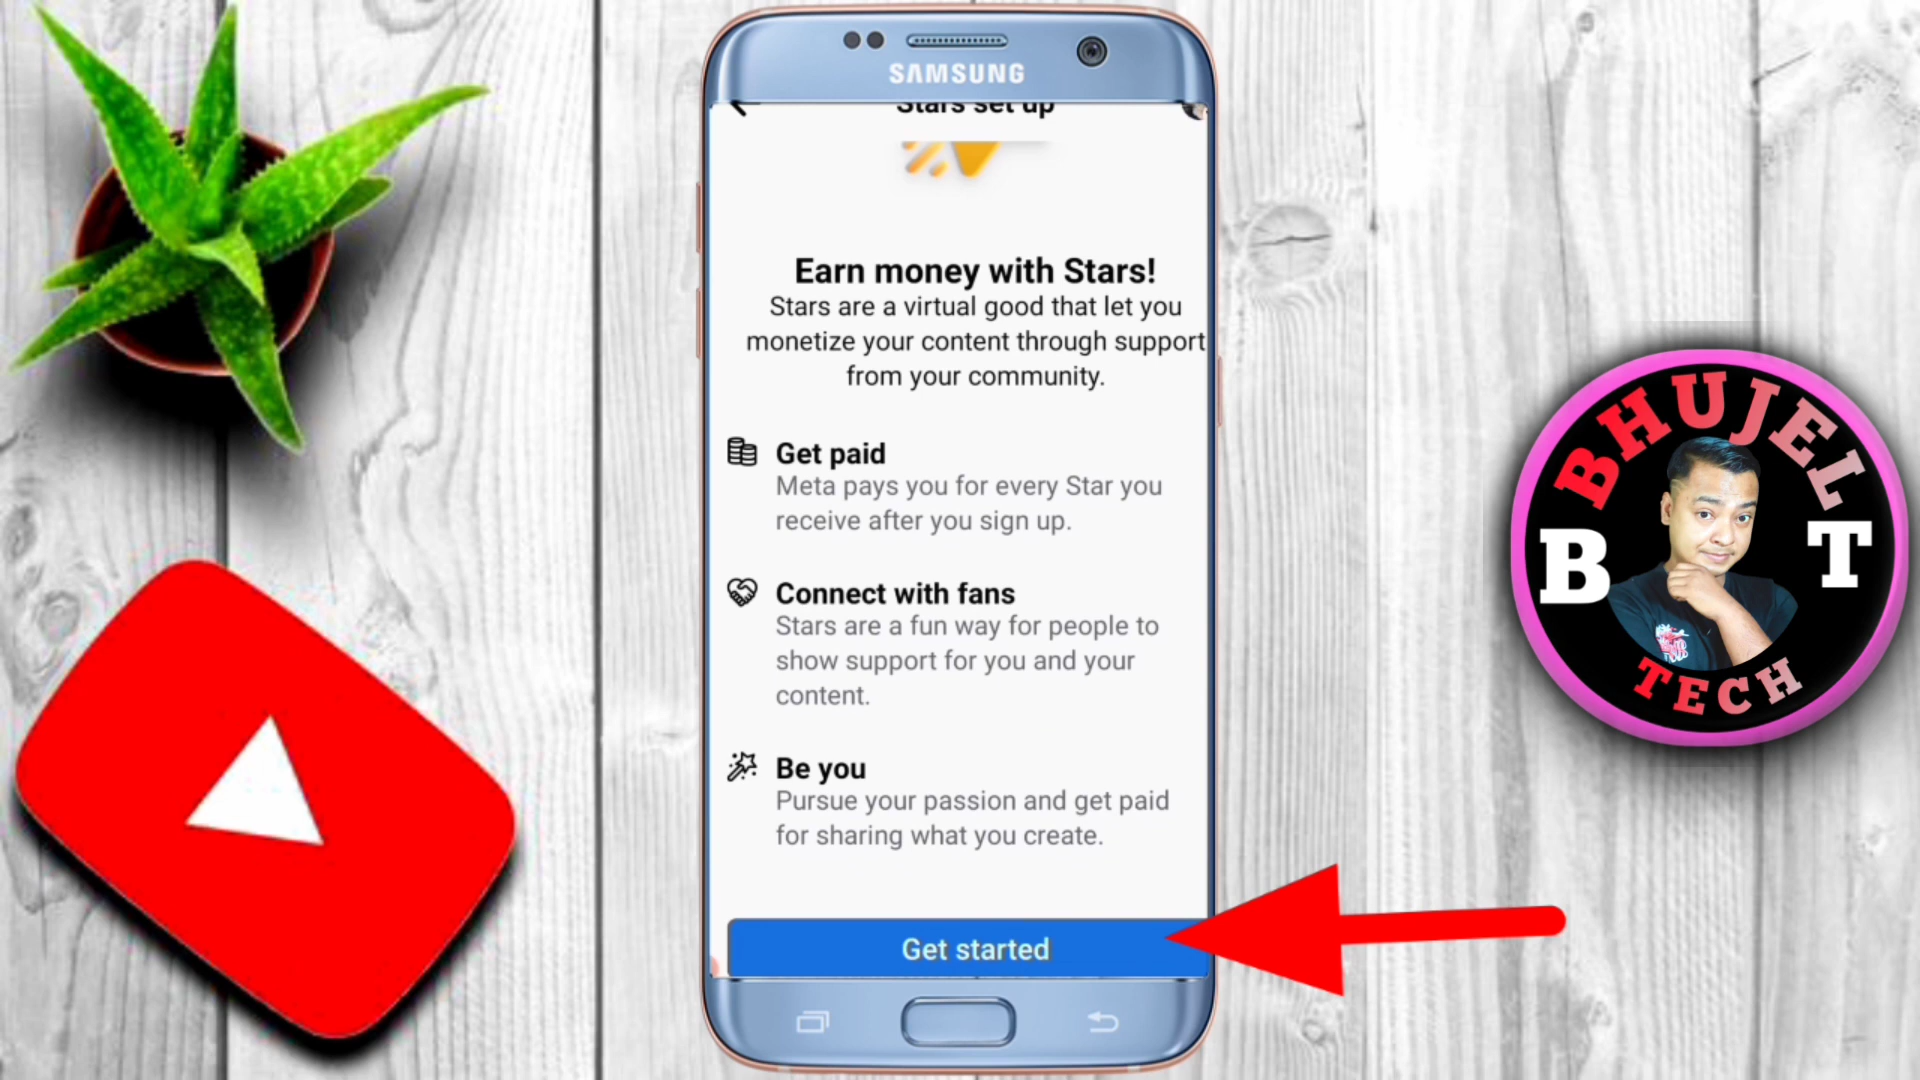 SAMSUNG
Stars set up
Earn money with Stars!
Stars are a virtual good that let you
monetize your content through support
from your community.
Get paid
Meta pays you for every Star you
receive after you sign up.
Connect with fans
Stars are a fun way for people to
show support for you and your
content.
Be you
Pursue your passion and get paid
for sharing what you create.
Get started
BHUJEL
B T
TECH